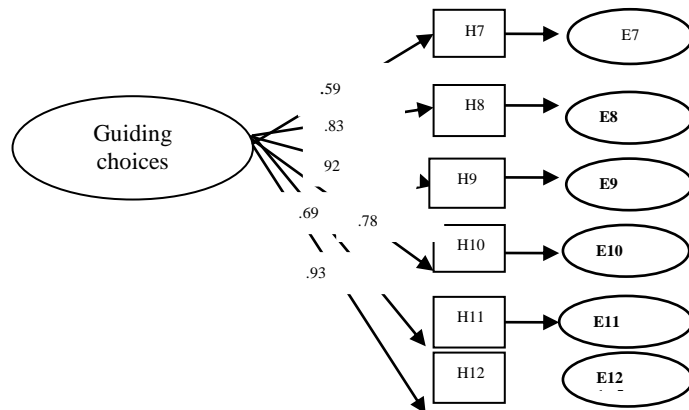 H7
E7
.59
H8
E8
.83
Guiding
choices
92
H9
E9
.69
.78
H10
E10
.93
H11
E11
H12
E12